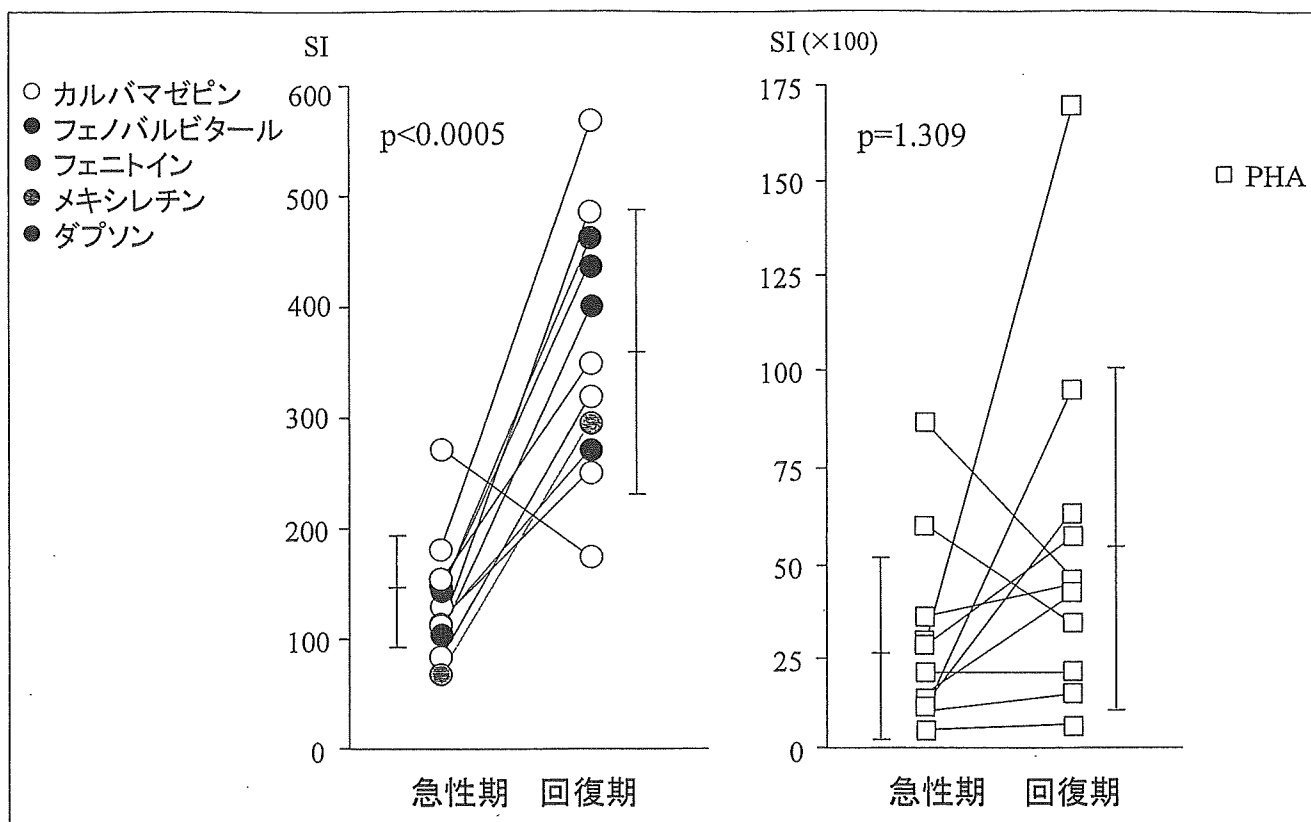 SI
○ カルバマゼピン
● フェノバルビタール
● フェニトイン
● メキシレチン
● ダプソン
600
500
400
300
200
100
0
p<0.0005
急性期 回復期
SI (×100)
175
150
125
100
75
50
25
0
p=1.309
□ PHA
急性期 回復期